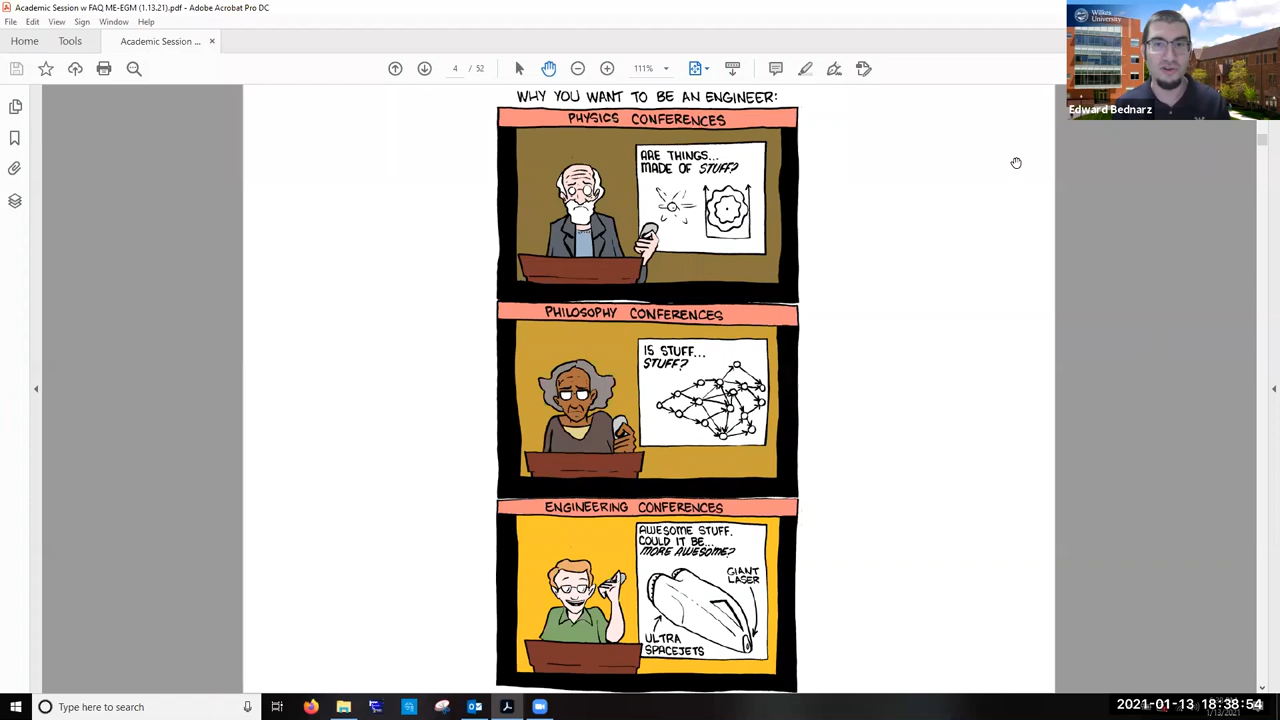 Academic Session w FAQ ME-EGM (1.13.21).pdf - Adobe Acrobat Pro DC
File Edit View Sign Window Help
Home Tools Academic Session ... ×
52
111%
Wilkes
University
Edward Bednarz
WHY YOU WANT TO BE AN ENGINEER:
PHYSICS CONFERENCES
ARE THINGS...
MADE OF STUFF?
PHILOSOPHY CONFERENCES
IS STUFF...
STUFF?
ENGINEERING CONFERENCES
AWESOME STUFF.
COULD IT BE...
MORE AWESOME?
GIANT
LASER
ULTRA
SPACEJETS
Type here to search
2021-01-13 18:38:54